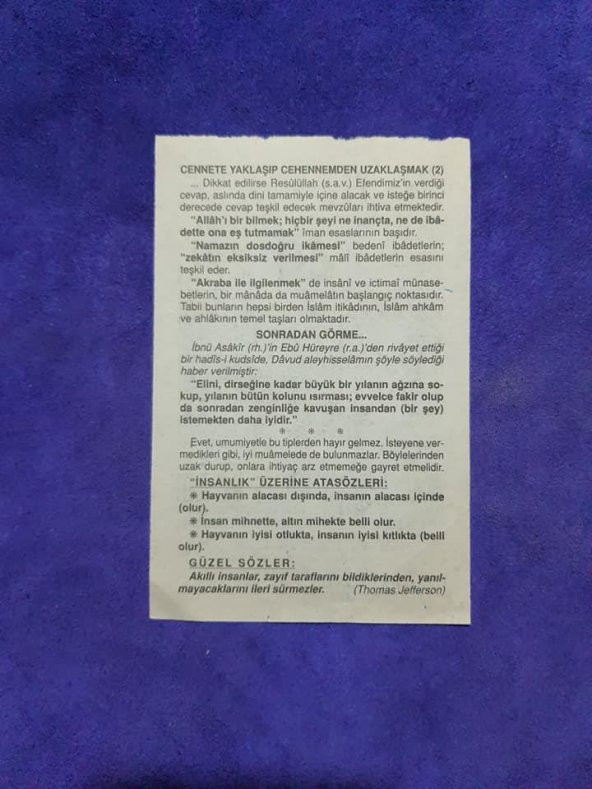 CENNETE YAKLAŞIP CEHENNEMDEN UZAKLAŞMAK (2)
... Dikkat edilirse Resûlüllah (s.a.v.) Efendimiz'in verdiği
cevap, aslında dini tamamiyle içine alacak ve isteğe birinci
derecede cevap teşkil edecek mevzûları ihtiva etmektedir.
"Allâh'ı bir bilmek; hiçbir şeyi ne inançta, ne de ibâ-
dette ona eş tutmamak" îman esaslarının başıdır.
"Namazın dosdoğru ikâmesi" bedenî ibâdetlerin;
"zekâtın eksiksiz verilmesi" mâlî ibâdetlerin esasını
teşkil eder.
"Akraba ile ilgilenmek" de insânî ve ictimaî münase-
betlerin, bir mânâda da muâmelâtın başlangıç noktasıdır.
Tabiî bunların hepsi birden İslâm itikâdının, İslâm ahkâm
ve ahlâkının temel taşları olmaktadır.
SONRADAN GÖRME...
İbnü Asâkir (rh.)'in Ebû Hüreyre (r.a.)'den rivâyet ettiği
bir hadîs-i kudsîde, Dâvud aleyhisselâmın şöyle söylediği
haber verilmiştir:
"Elini, dirseğine kadar büyük bir yılanın ağzına so-
kup, yılanın bütün kolunu ısırması; evvelce fakir olup
da sonradan zenginliğe kavuşan insandan (bir şey)
istemekten daha iyidir."
* * *
Evet, umumiyetle bu tiplerden hayır gelmez. İsteyene ver-
medikleri gibi, iyi muâmelede de bulunmazlar. Böylelerinden
uzak durup, onlara ihtiyaç arz etmemeğe gayret etmelidir.
"İNSANLIK" ÜZERİNE ATASÖZLERİ:
* Hayvanın alacası dışında, insanın alacası içinde
(olur).
* İnsan mihnette, altın mihekte belli olur.
* Hayvanın iyisi otlukta, insanın iyisi kıtlıkta (belli
olur).
GÜZEL SÖZLER:
Akıllı insanlar, zayıf taraflarını bildiklerinden, yanıl-
mayacaklarını ileri sürmezler. (Thomas Jefferson)